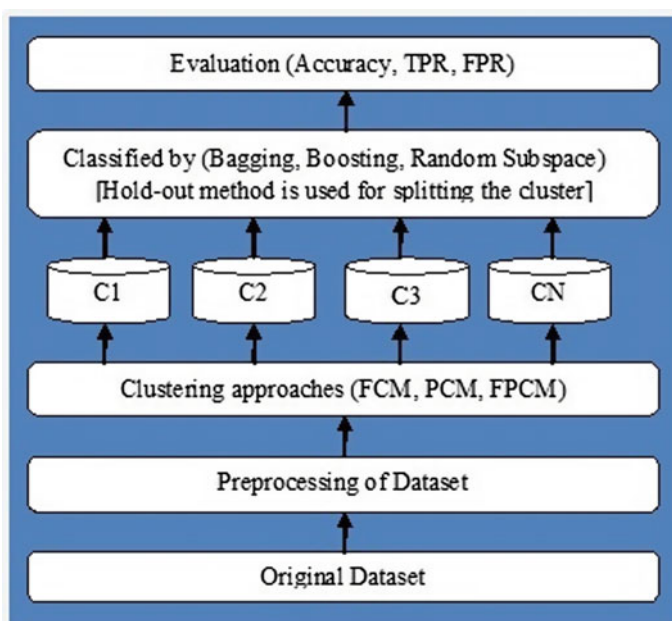 Evaluation (Accuracy, TPR, FPR)
Classified by (Bagging, Boosting, Random Subspace)
[Hold-out method is used for splitting the cluster]
C1 C2 C3 CN
Clustering approaches (FCM, PCM, FPCM)
Preprocessing of Dataset
Original Dataset